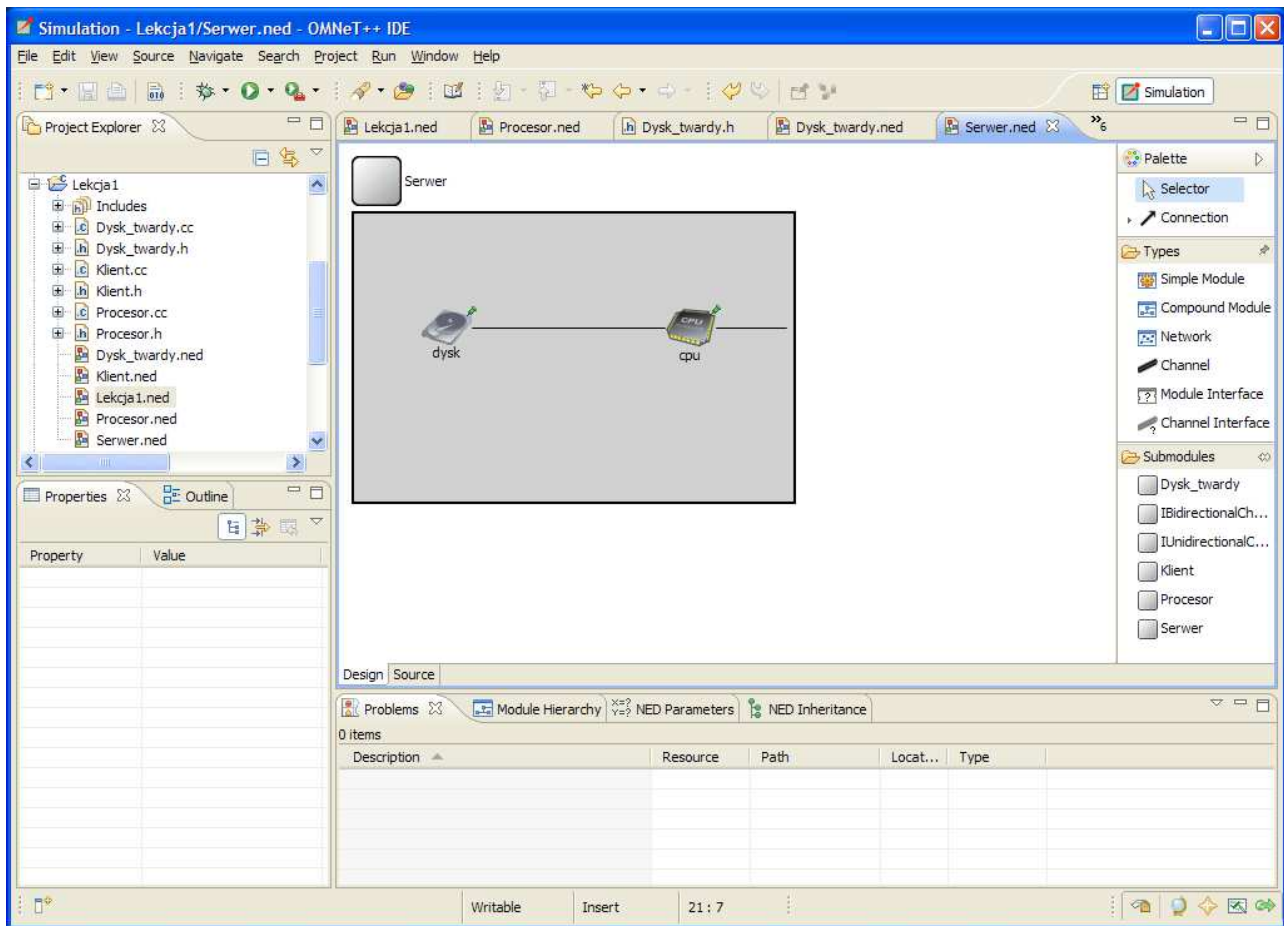 Simulation - Lekcja1/Serwer.ned - OMNeT++ IDE
File Edit View Source Navigate Search Project Run Window Help
Simulation
Project Explorer
Lekcja1.ned Procesor.ned Dysk_twardy.h Dysk_twardy.ned Serwer.ned »6
Lekcja1
Includes
Dysk_twardy.cc
Dysk_twardy.h
Klient.cc
Klient.h
Procesor.cc
Procesor.h
Dysk_twardy.ned
Klient.ned
Lekcja1.ned
Procesor.ned
Serwer.ned
Serwer
CPU
dysk
cpu
Design Source
Palette
Selector
Connection
Types
Simple Module
Compound Module
Network
Channel
Module Interface
Channel Interface
Submodules
Dysk_twardy
IBidirectionalCh...
IUnidirectionalC...
Klient
Procesor
Serwer
Properties Outline
Property Value
Problems Module Hierarchy NED Parameters NED Inheritance
0 items
Description Resource Path Locat... Type
Writable Insert 21 : 7